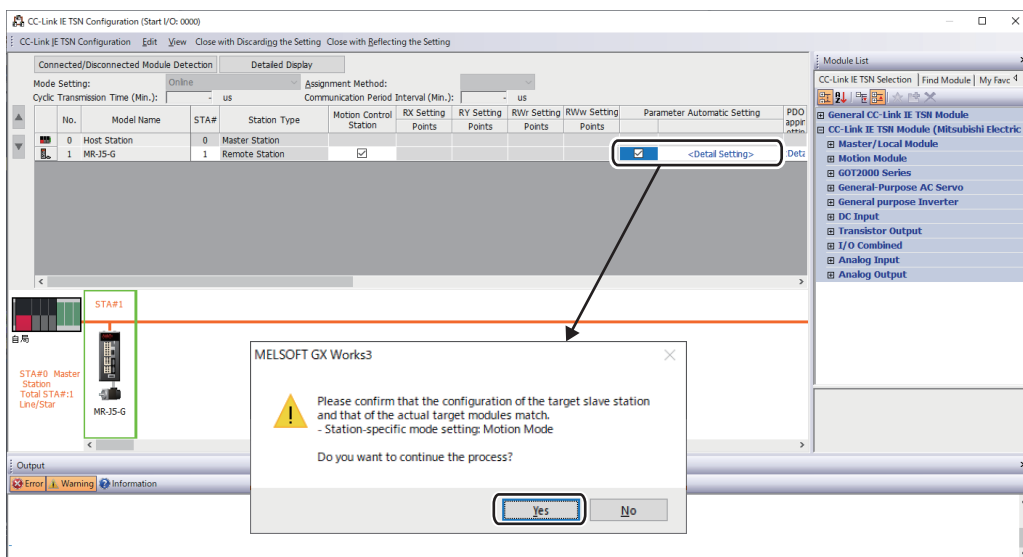 CC-Link IE TSN Configuration (Start I/O: 0000)
CC-Link IE TSN Configuration Edit View Close with Discarding the Setting Close with Reflecting the Setting
Connected/Disconnected Module Detection Detailed Display
Mode Setting: Online Assignment Method:
Cyclic Transmission Time (Min.): - us Communication Period Interval (Min.): - us
No. Model Name STA# Station Type Motion Control Station RX Setting Points RY Setting Points RWr Setting Points RWw Setting Points Parameter Automatic Setting PDO
0 Host Station 0 Master Station
1 MR-J5-G 1 Remote Station <Detail Setting> Deta
Module List
CC-Link IE TSN Selection Find Module My Favc
General CC-Link IE TSN Module
CC-Link IE TSN Module (Mitsubishi Electric
Master/Local Module
Motion Module
GOT2000 Series
General-Purpose AC Servo
General purpose Inverter
DC Input
Transistor Output
I/O Combined
Analog Input
Analog Output
STA#1
自局
STA#0 Master
Station
Total STA#:1
Line/Star
MR-J5-G
MELSOFT GX Works3
Please confirm that the configuration of the target slave station
and that of the actual target modules match.
- Station-specific mode setting: Motion Mode
Do you want to continue the process?
Yes No
Output
Error Warning Information